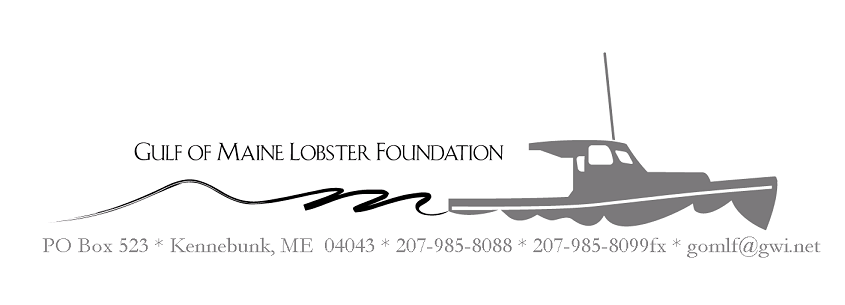 Gulf of Maine Lobster Foundation
PO Box 523 * Kennebunk, ME  04043 * 207-985-8088 * 207-985-8099fx * gomlf@gwi.net